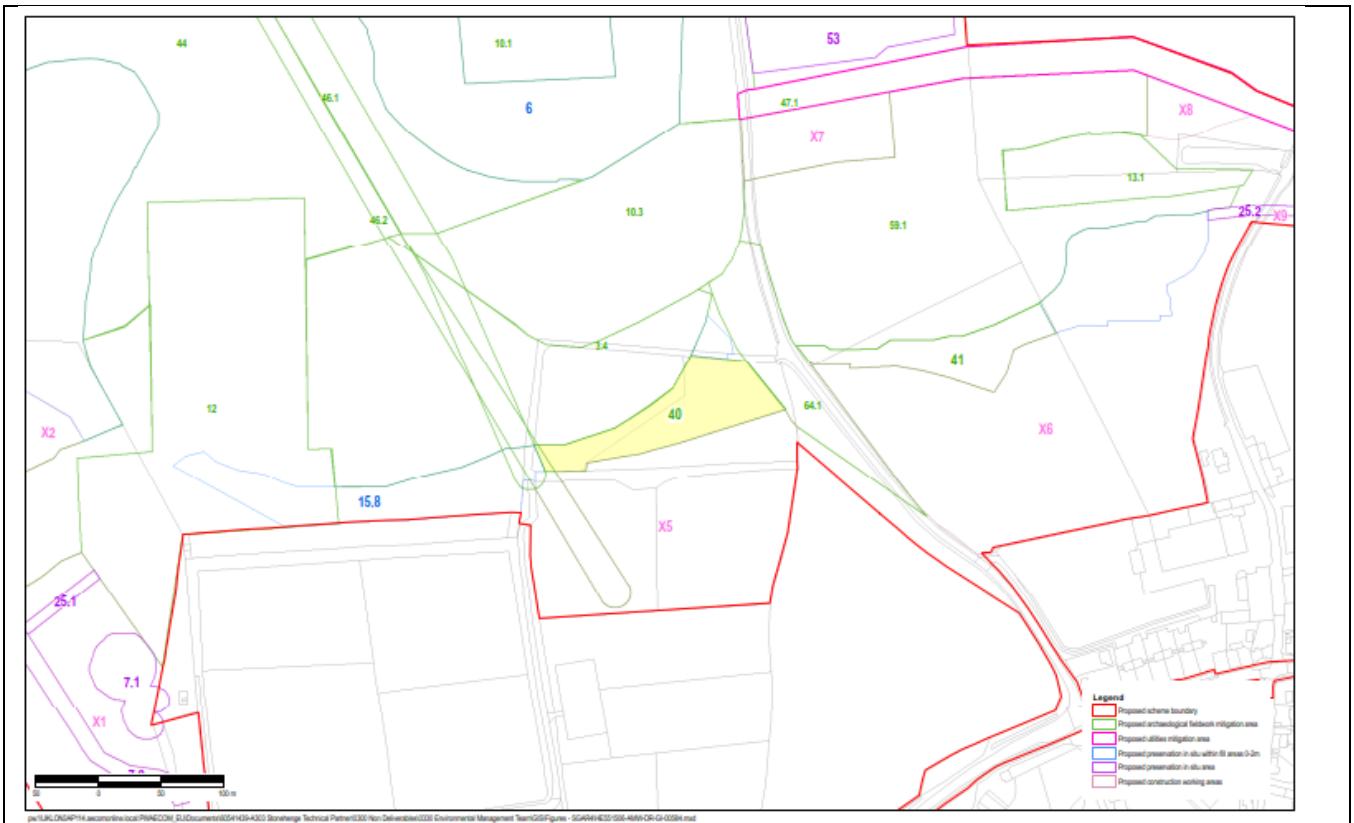 44
10.1
53
46.1
6
47.1
X8
X7
13.1
46.2
10.3
59.1
25.2 X9
3.4
41
12
40
64.1
X2
X6
15.8
X5
25.1
7.1
X1
Legend
Proposed scheme boundary
Proposed archaeological fieldwork mitigation area
Proposed utilities mitigation area
Proposed preservation in situ within fill areas 0-2m
Proposed preservation in situ area
Proposed construction working areas
50 0 50 100 m